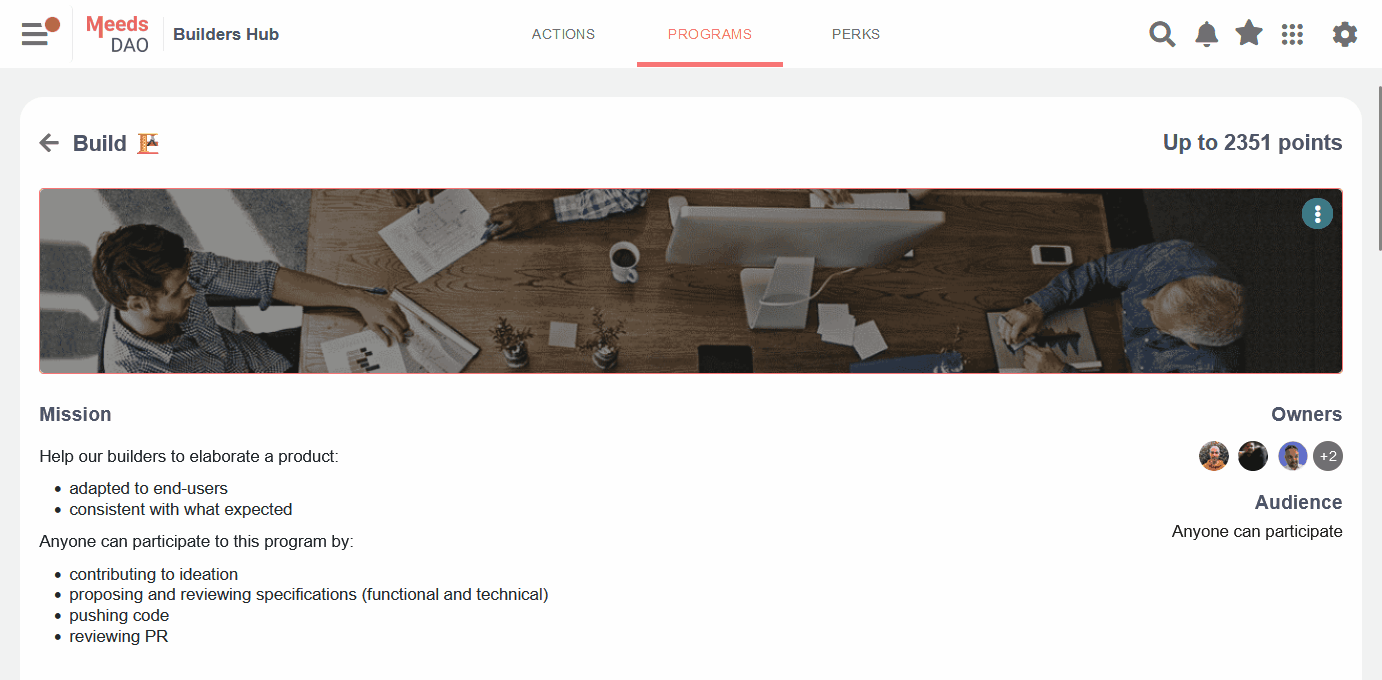 Meeds
DAO
Builders Hub
ACTIONS
PROGRAMS
PERKS
Build
Up to 2351 points
Mission
Owners
Help our builders to elaborate a product:
+2
adapted to end-users
consistent with what expected
Audience
Anyone can participate
Anyone can participate to this program by:
contributing to ideation
proposing and reviewing specifications (functional and technical)
pushing code
reviewing PR